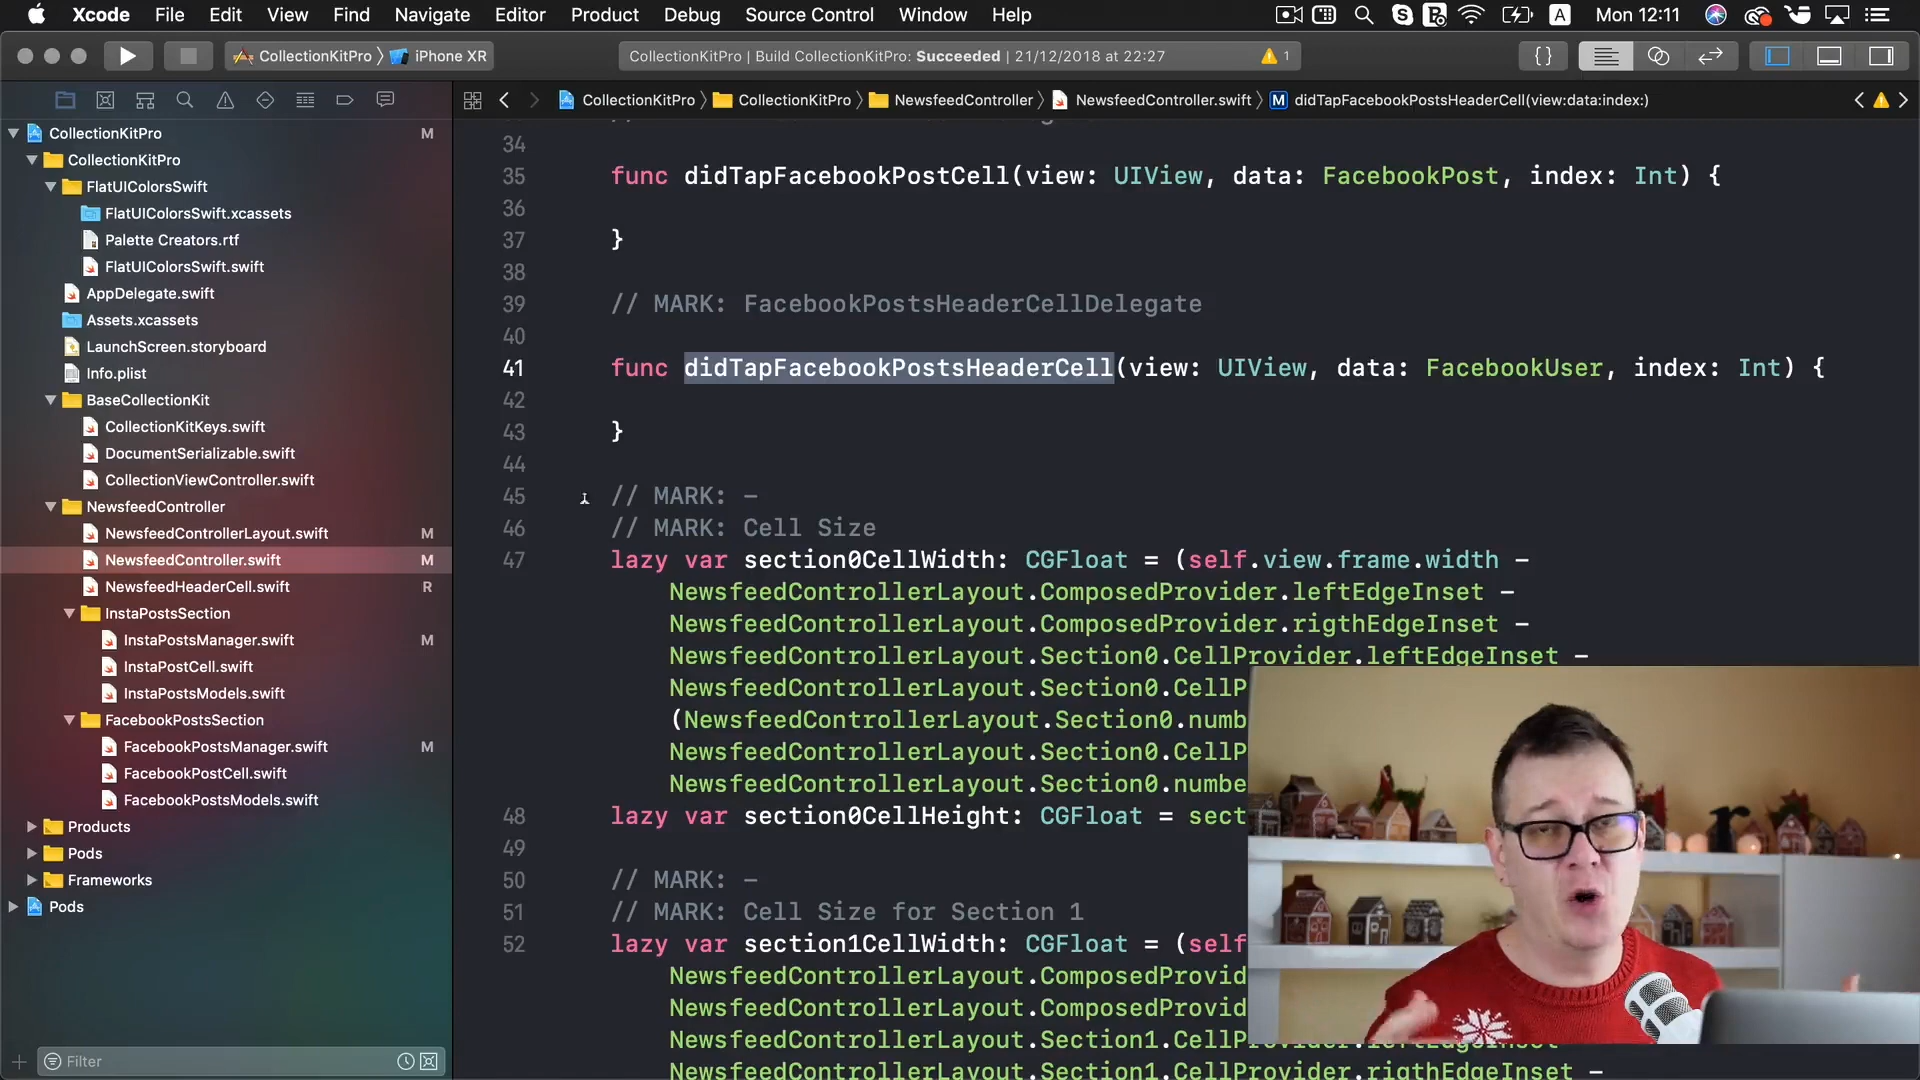 Xcode File Edit View Find Navigate Editor Product Debug Source Control Window Help A Mon 12:11
CollectionKitPro iPhone XR CollectionKitPro | Build CollectionKitPro: Succeeded | 21/12/2018 at 22:27 1 {}
CollectionKitPro CollectionKitPro NewsfeedController NewsfeedController.swift M didTapFacebookPostsHeaderCell(view:data:index:)
CollectionKitPro M
CollectionKitPro
FlatUIColorsSwift
FlatUIColorsSwift.xcassets
Palette Creators.rtf
FlatUIColorsSwift.swift
AppDelegate.swift
Assets.xcassets
LaunchScreen.storyboard
Info.plist
BaseCollectionKit
CollectionKitKeys.swift
DocumentSerializable.swift
CollectionViewController.swift
NewsfeedController
NewsfeedControllerLayout.swift M
NewsfeedController.swift M
NewsfeedHeaderCell.swift R
InstaPostsSection
InstaPostsManager.swift M
InstaPostCell.swift
InstaPostsModels.swift
FacebookPostsSection
FacebookPostsManager.swift M
FacebookPostCell.swift
FacebookPostsModels.swift
Products
Pods
Frameworks
Pods
Filter
34
35 func didTapFacebookPostCell(view: UIView, data: FacebookPost, index: Int) {
36
37 }
38
39 // MARK: FacebookPostsHeaderCellDelegate
40
41 func didTapFacebookPostsHeaderCell(view: UIView, data: FacebookUser, index: Int) {
42
43 }
44
45 // MARK: -
46 // MARK: Cell Size
47 lazy var section0CellWidth: CGFloat = (self.view.frame.width -
NewsfeedControllerLayout.ComposedProvider.leftEdgeInset -
NewsfeedControllerLayout.ComposedProvider.rigthEdgeInset -
NewsfeedControllerLayout.Section0.CellProvider.leftEdgeInset -
NewsfeedControllerLayout.Section0.CellP
(NewsfeedControllerLayout.Section0.numb
NewsfeedControllerLayout.Section0.CellP
NewsfeedControllerLayout.Section0.numbe
48 lazy var section0CellHeight: CGFloat = sect
49
50 // MARK: -
51 // MARK: Cell Size for Section 1
52 lazy var section1CellWidth: CGFloat = (self
NewsfeedControllerLayout.ComposedProvid
NewsfeedControllerLayout.ComposedProvid
NewsfeedControllerLayout.Section1.CellProvider.leftEdgeInset -
NewsfeedControllerLayout.Section1.CellProvider.rigthEdgeInset -